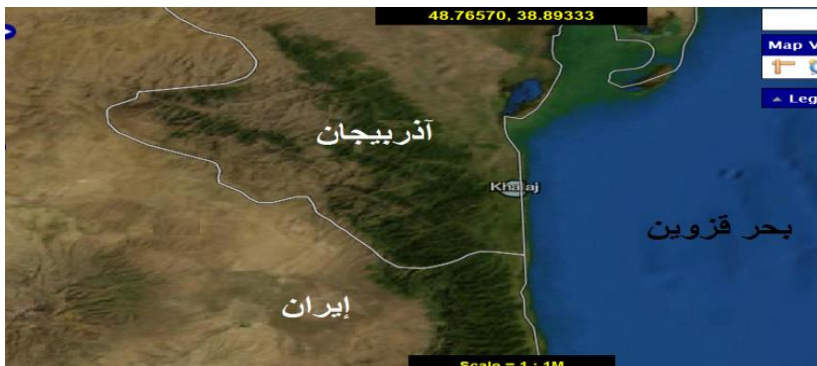 48.76570, 38.89333
Map V
Leg
آذربيجان
Khalaj
بحر قزوين
إيران
Scale = 1 : 1M